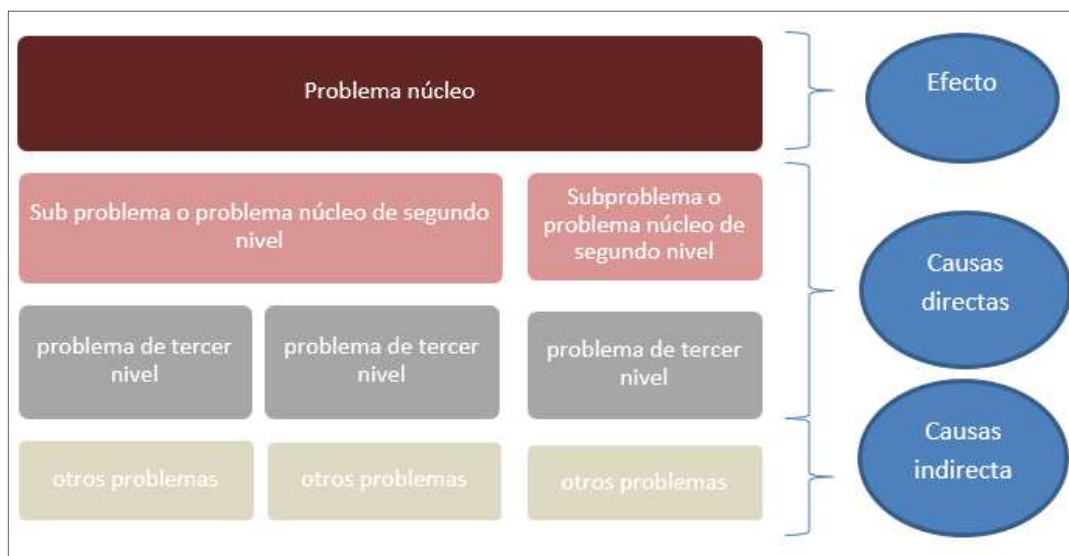 Problema núcleo
Efecto
Sub problema o problema núcleo de segundo
nivel
Subproblema o
problema núcleo de
segundo nivel
Causas
directas
problema de tercer
nivel
problema de tercer
nivel
problema de tercer
nivel
Causas
indirecta
otros problemas
otros problemas
otros problemas